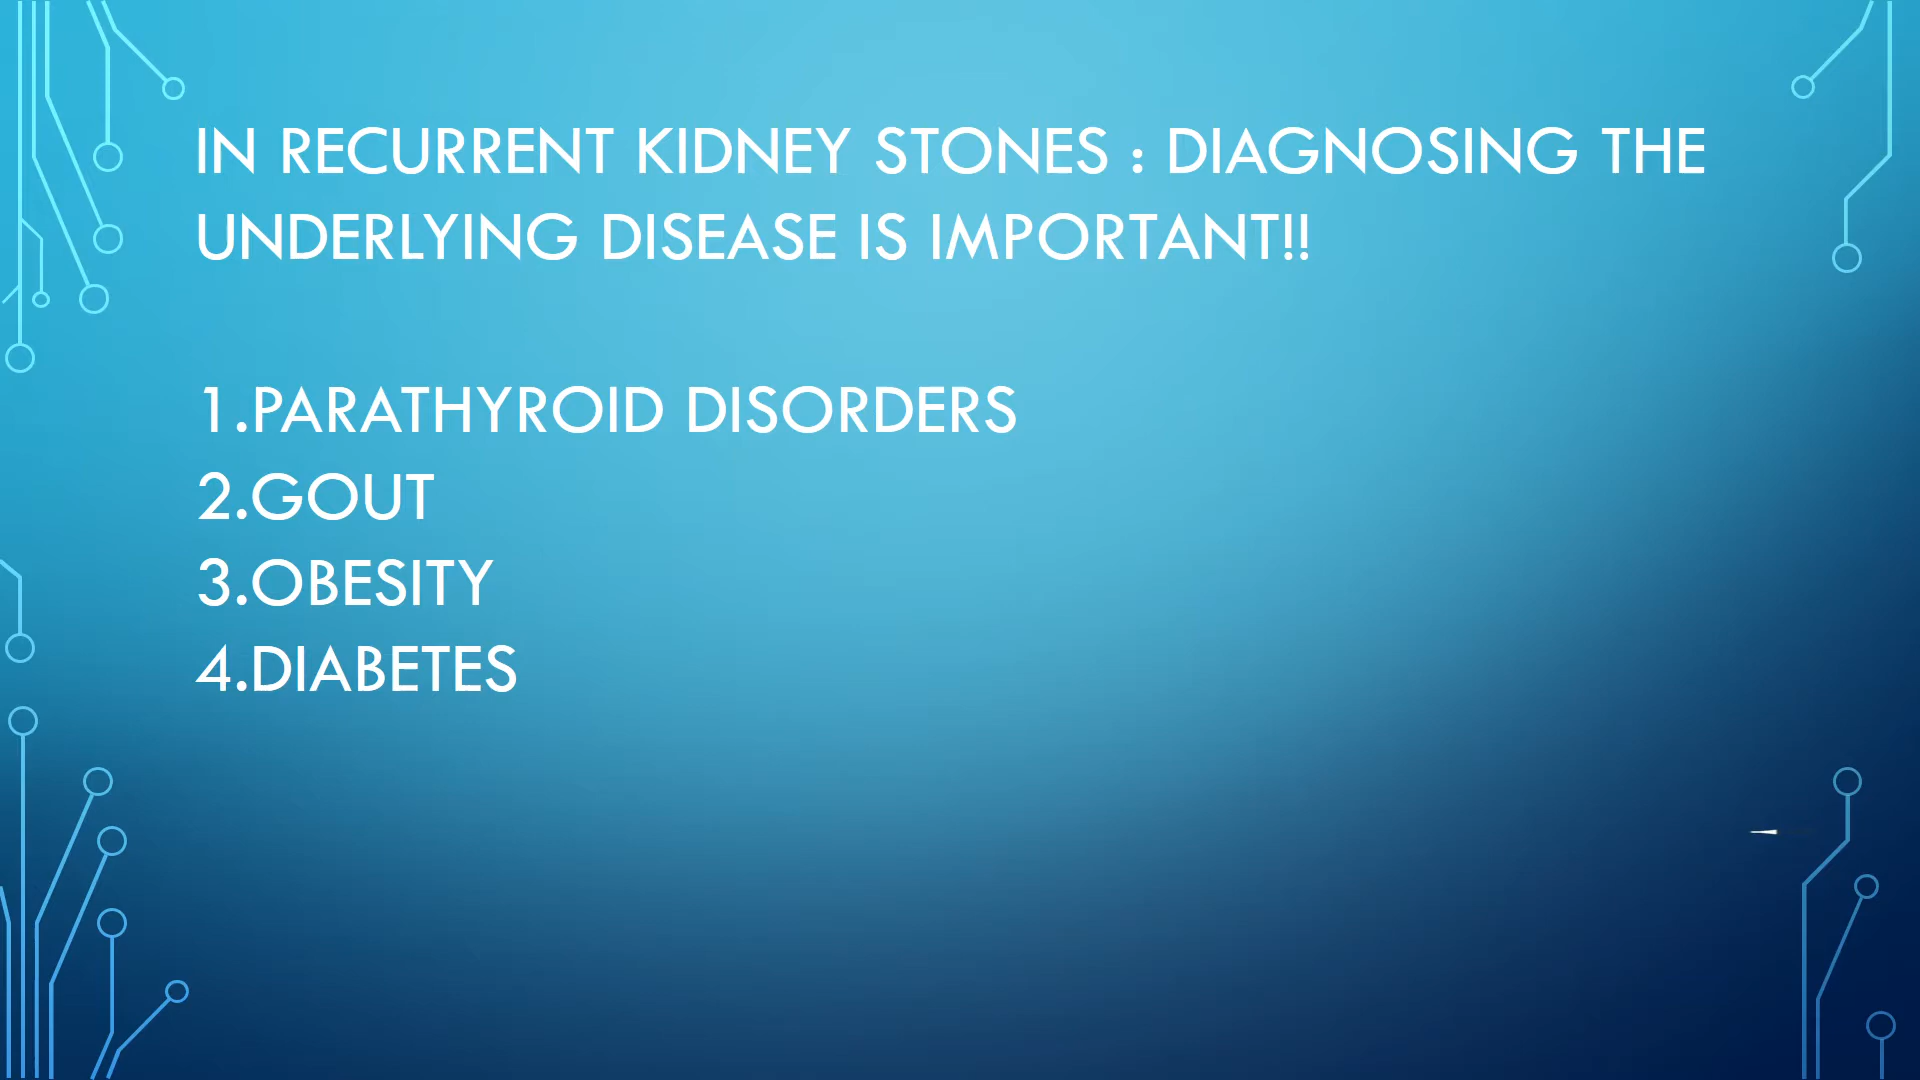 IN RECURRENT KIDNEY STONES : DIAGNOSING THE
UNDERLYING DISEASE IS IMPORTANT!!
1.PARATHYROID DISORDERS
2.GOUT
3.OBESITY
4.DIABETES